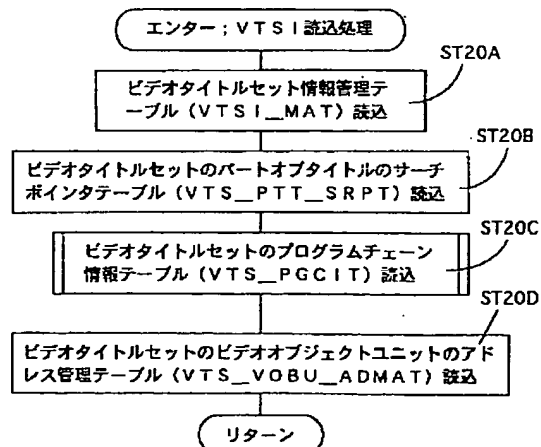 エンター；ＶＴＳＩ読込処理
ST20A
ビデオタイトルセット情報管理テ
ーブル（ＶＴＳＩ＿ＭＡＴ）読込
ST20B
ビデオタイトルセットのパートオブタイトルのサーチ
ポインタテーブル（ＶＴＳ＿ＰＴＴ＿ＳＲＰＴ）読込
ST20C
ビデオタイトルセットのプログラムチェーン
情報テーブル（ＶＴＳ＿ＰＧＣＩＴ）読込
ST20D
ビデオタイトルセットのビデオオブジェクトユニットのアド
レス管理テーブル（ＶＴＳ＿ＶＯＢＵ＿ＡＤＭＡＴ）読込
リターン